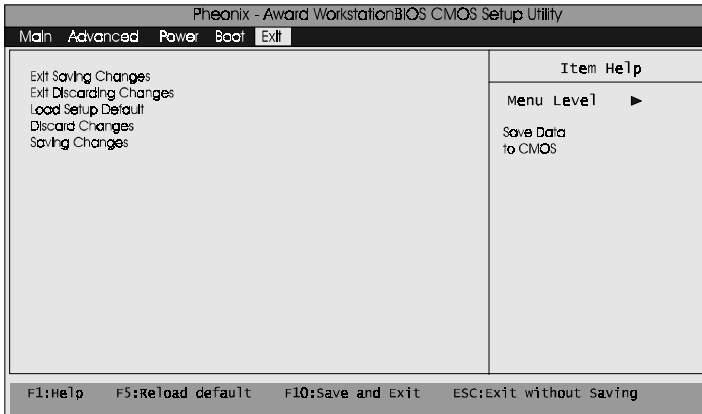 Pheonix - Award WorkstationBIOS CMOS Setup Utility
Main Advanced Power Boot Exit
Exit Saving Changes
Exit Discarding Changes
Load Setup Default
Discard Changes
Saving Changes
Item Help
Menu Level ►
Save Data
to CMOS
F1:Help F5:Reload default F10:Save and Exit ESC:Exit without Saving